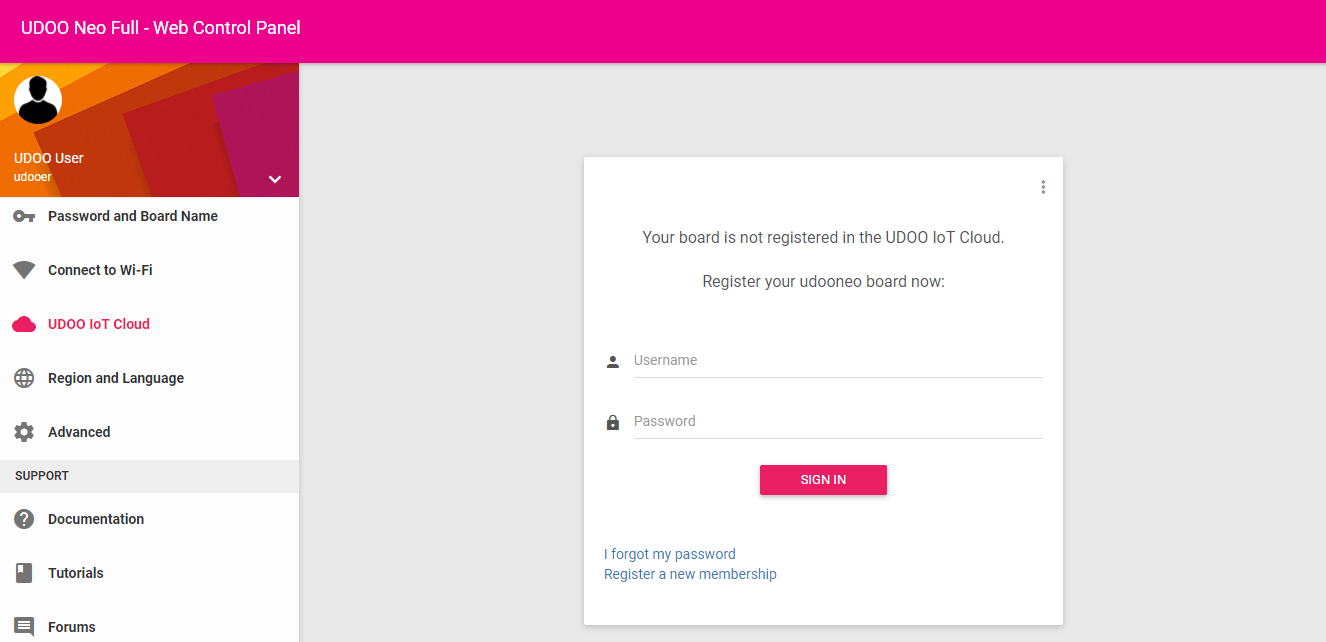 UDOO Neo Full - Web Control Panel
UDOO User
udooer
Password and Board Name
Connect to Wi-Fi
UDOO IoT Cloud
Region and Language
Advanced
SUPPORT
Documentation
Tutorials
Forums
Your board is not registered in the UDOO IoT Cloud.
Register your udooneo board now:
Username
Password
SIGN IN
I forgot my password
Register a new membership